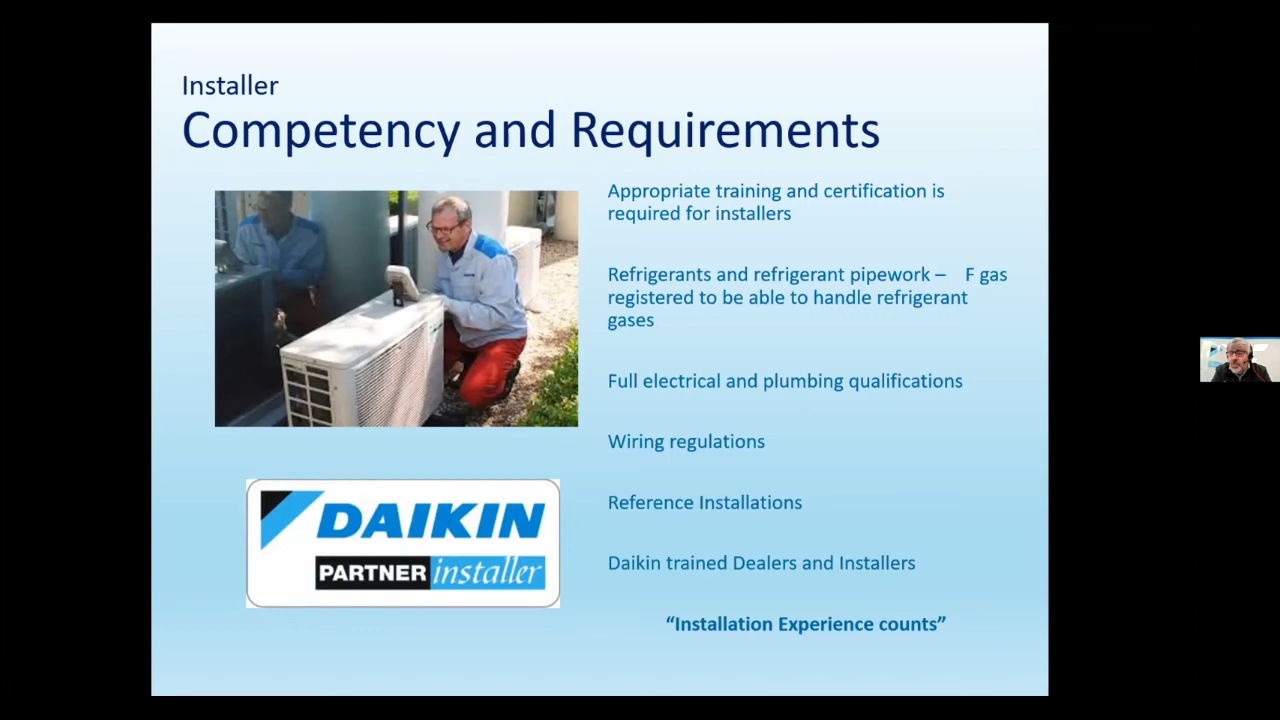 Installer
Competency and Requirements
Appropriate training and certification is
required for installers
Refrigerants and refrigerant pipework – F gas
registered to be able to handle refrigerant
gases
Full electrical and plumbing qualifications
Wiring regulations
Reference Installations
Daikin trained Dealers and Installers
“Installation Experience counts”
DAIKIN
PARTNER installer